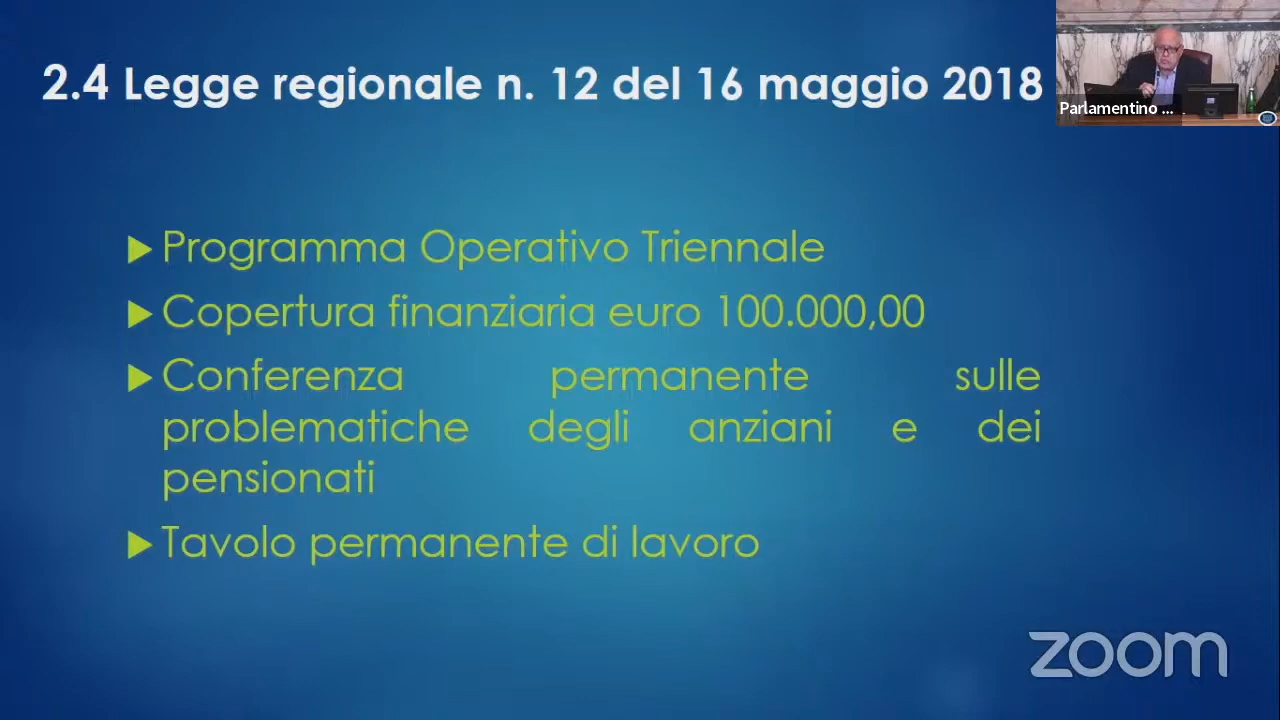 2.4 Legge regionale n. 12 del 16 maggio 2018
Parlamentino ...
Programma Operativo Triennale
Copertura finanziaria euro 100.000,00
Conferenza permanente sulle
problematiche degli anziani e dei
pensionati
Tavolo permanente di lavoro
zoom